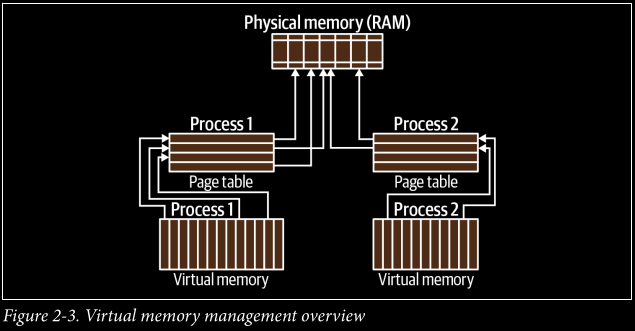 Physical memory (RAM)
Process 1
Process 2
Page table
Page table
Process 1
Process 2
Virtual memory
Virtual memory
Figure 2-3. Virtual memory management overview